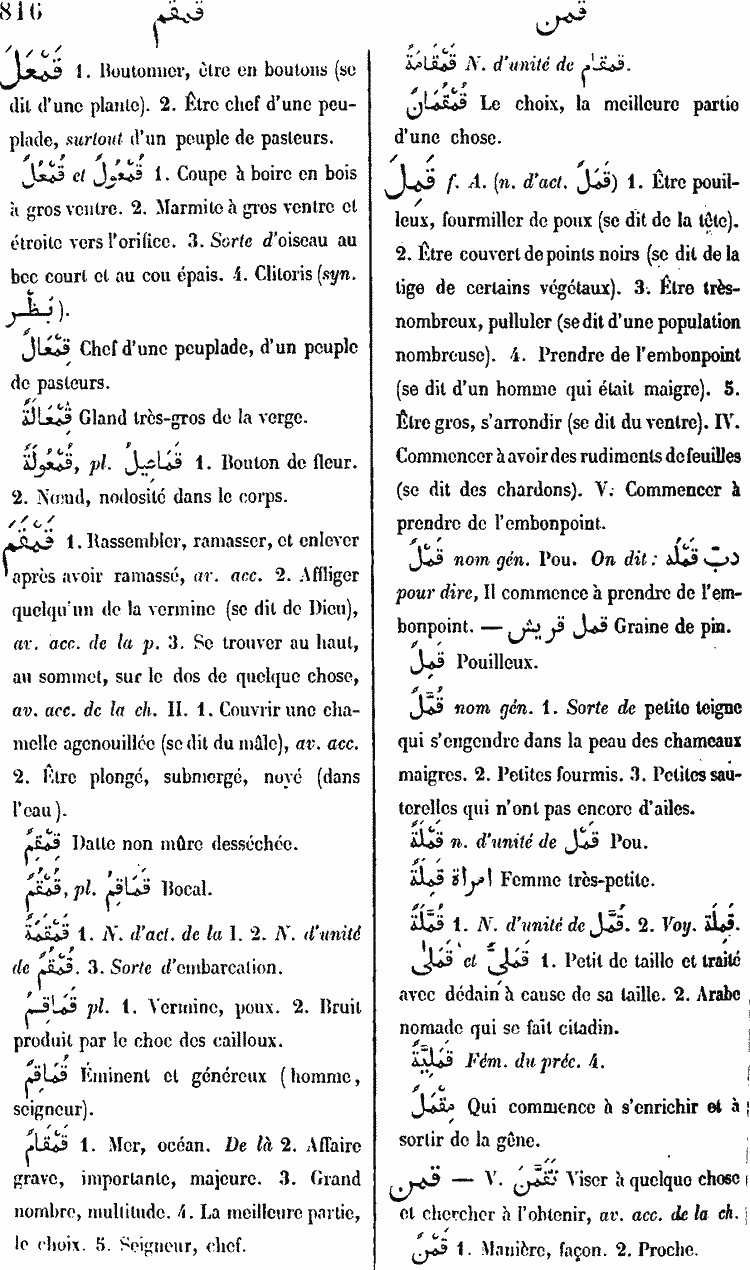 816
قمقم
قمن
قَمْعَلَ 1. Boutonner, être en boutons (se
dit d'une plante). 2. Être chef d'une peu-
plade, surtout d'un peuple de pasteurs.
قُمْعُلٌ et قُمْعُولٌ 1. Coupe à boire en bois
à gros ventre. 2. Marmite à gros ventre et
étroite vers l'orifice. 3. Sorte d'oiseau au
bec court et au cou épais. 4. Clitoris (syn.
بَظْر).
قِمْعَالٌ Chef d'une peuplade, d'un peuple
de pasteurs.
قِمْعَالَةٌ Gland très-gros de la verge.
قُمْعُولَةٌ, pl. قَمَاعِيلُ 1. Bouton de fleur.
2. Nœud, nodosité dans le corps.
قَمْقَمَ 1. Rassembler, ramasser, et enlever
après avoir ramassé, av. acc. 2. Affliger
quelqu'un de la vermine (se dit de Dieu),
av. acc. de la p. 3. Se trouver au haut,
au sommet, sur le dos de quelque chose,
av. acc. de la ch. II. 1. Couvrir une cha-
melle agenouillée (se dit du mâle), av. acc.
2. Être plongé, submergé, noyé (dans
l'eau).
قِمْقِمٌ Datte non mûre desséchée.
قُمْقُمٌ, pl. قَمَاقِمُ Bocal.
قَمْقَمَةٌ 1. N. d'act. de la I. 2. N. d'unité
de قُمْقُمٌ. 3. Sorte d'embarcation.
قَمَاقِمُ pl. 1. Vermine, poux. 2. Bruit
produit par le choc des cailloux.
قُمَاقِمٌ Éminent et généreux (homme,
seigneur).
قَمْقَامٌ 1. Mer, océan. De là 2. Affaire
grave, importante, majeure. 3. Grand
nombre, multitude. 4. La meilleure partie,
le choix. 5. Seigneur, chef.
قَمْقَامَةٌ N. d'unité de قمقام.
قُمْقُمَانٌ Le choix, la meilleure partie
d'une chose.
قَمِلَ f. A. (n. d'act. قَمَلٌ) 1. Être pouil-
leux, fourmiller de poux (se dit de la tête).
2. Être couvert de points noirs (se dit de la
tige de certains végétaux). 3. Être très-
nombreux, pulluler (se dit d'une population
nombreuse). 4. Prendre de l'embonpoint
(se dit d'un homme qui était maigre). 5.
Être gros, s'arrondir (se dit du ventre). IV.
Commencer à avoir des rudiments de feuilles
(se dit des chardons). V. Commencer à
prendre de l'embonpoint.
قَمْلٌ nom gén. Pou. On dit : دبّ قَمْلُه
pour dire, Il commence à prendre de l'em-
bonpoint. — قمل قريش Graine de pin.
قَمِلٌ Pouilleux.
قُمَّلٌ nom gén. 1. Sorte de petite teigne
qui s'engendre dans la peau des chameaux
maigres. 2. Petites fourmis. 3. Petites sau-
terelles qui n'ont pas encore d'ailes.
قَمْلَةٌ n. d'unité de قَمْل Pou.
امراة قَمِلَةٌ Femme très-petite.
قُمَّلَةٌ 1. N. d'unité de قُمَّل. 2. Voy. قَمِلة.
قَمَلَى et قَمَلِىٌّ 1. Petit de taille et traité
avec dédain à cause de sa taille. 2. Arabe
nomade qui se fait citadin.
قَمَلِيَّةٌ Fém. du préc. 4.
مِقْمَلٌ Qui commence à s'enrichir et à
sortir de la gêne.
قمن — V. تَقَمَّنَ Viser à quelque chose
et chercher à l'obtenir, av. acc. de la ch.
قَمْنٌ 1. Manière, façon. 2. Proche.